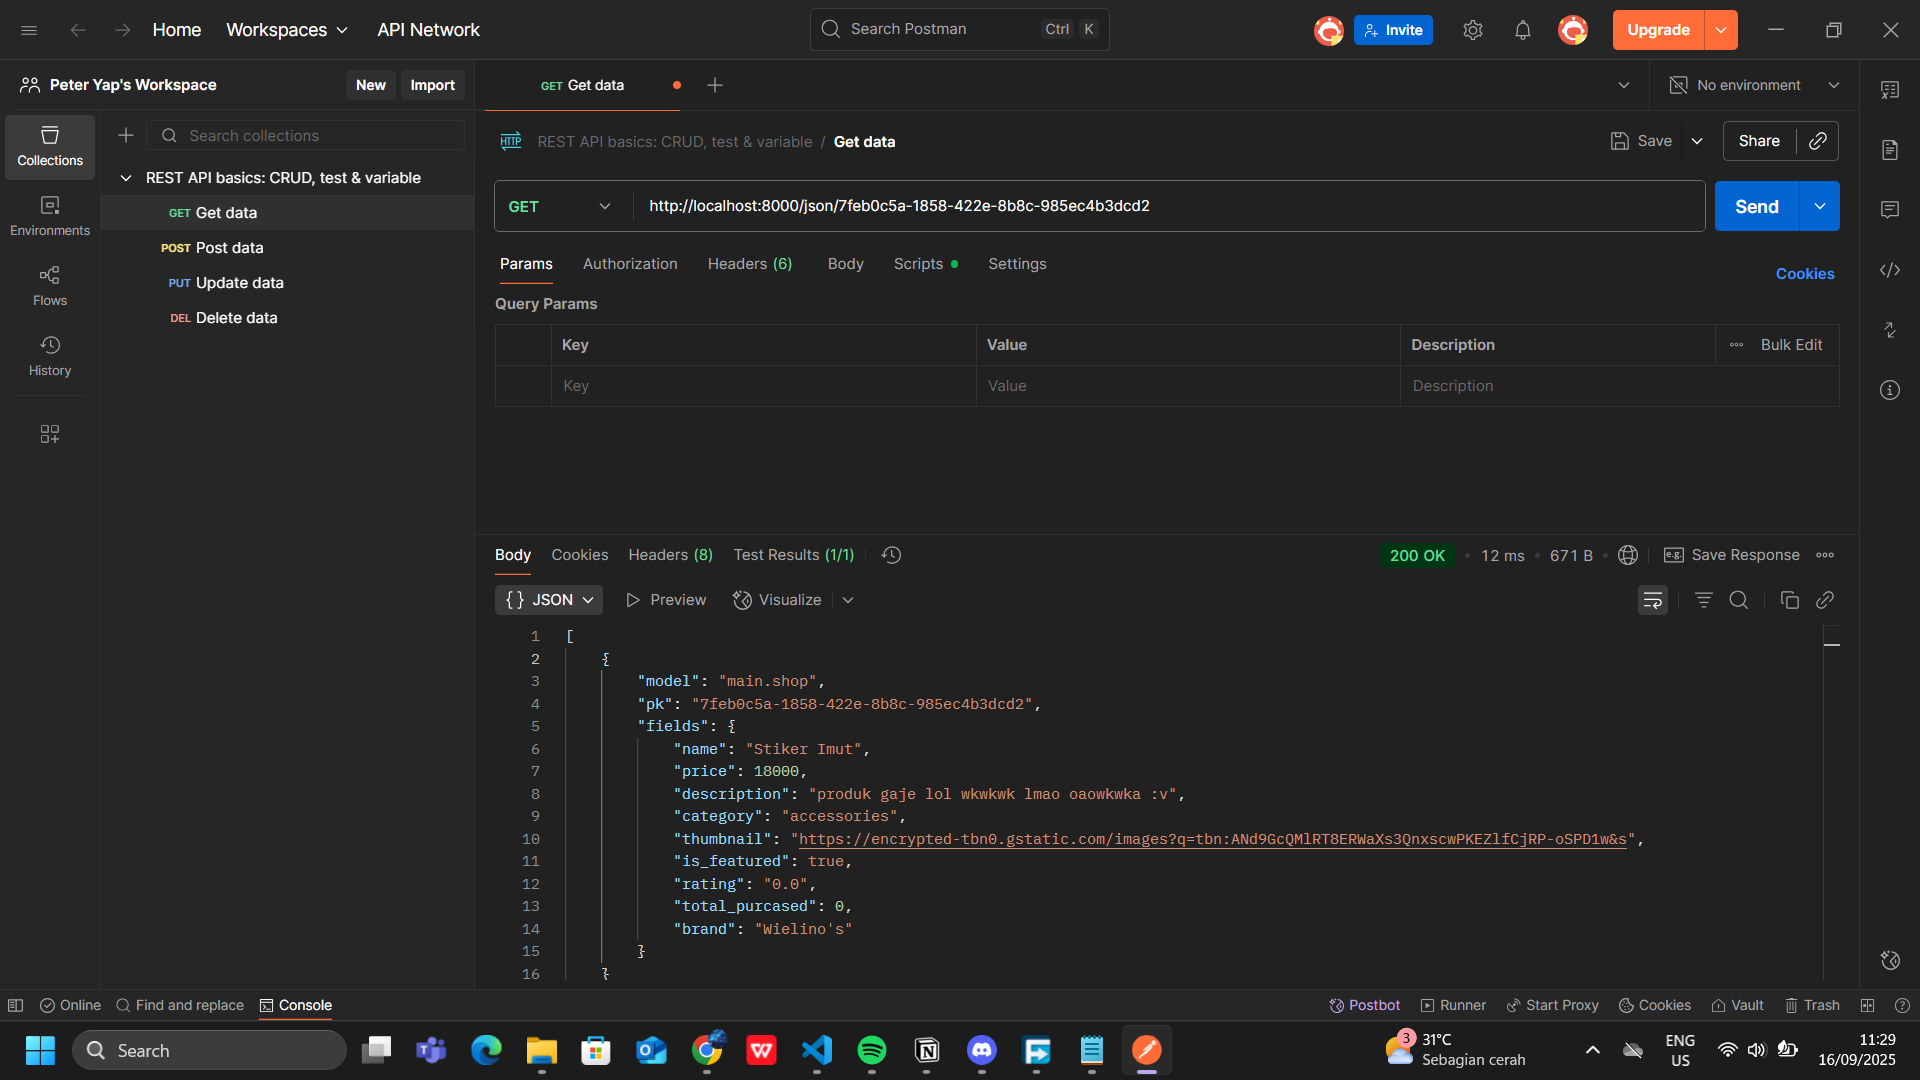 Home
Workspaces
API Network
Search Postman
Ctrl
K
Invite
Upgrade
Peter Yap's Workspace
New
Import
GET Get data
No environment
Collections
Environments
Flows
History
Search collections
REST API basics: CRUD, test & variable
GET Get data
POST Post data
PUT Update data
DEL Delete data
HTTP
REST API basics: CRUD, test & variable / Get data
Save
Share
GET
http://localhost:8000/json/7feb0c5a-1858-422e-8b8c-985ec4b3dcd2
Send
Params
Authorization
Headers (6)
Body
Scripts
Settings
Cookies
Query Params
Key
Value
Description
Bulk Edit
Key
Value
Description
Body
Cookies
Headers (8)
Test Results (1/1)
200 OK
12 ms
671 B
e.g.
Save Response
{} JSON
Preview
Visualize
1 [
2 {
3 "model": "main.shop",
4 "pk": "7feb0c5a-1858-422e-8b8c-985ec4b3dcd2",
5 "fields": {
6 "name": "Stiker Imut",
7 "price": 18000,
8 "description": "produk gaje lol wkwkwk lmao oaowkwka :v",
9 "category": "accessories",
10 "thumbnail": "https://encrypted-tbn0.gstatic.com/images?q=tbn:ANd9GcQMlRT8ERWaXs3QnxscwPKEZlfCjRP-oSPD1w&s",
11 "is_featured": true,
12 "rating": "0.0",
13 "total_purcased": 0,
14 "brand": "Wielino's"
15 }
16 }
Online
Find and replace
Console
Postbot
Runner
Start Proxy
Cookies
Vault
Trash
Search
3
31°C
Sebagian cerah
ENG
US
11:29
16/09/2025